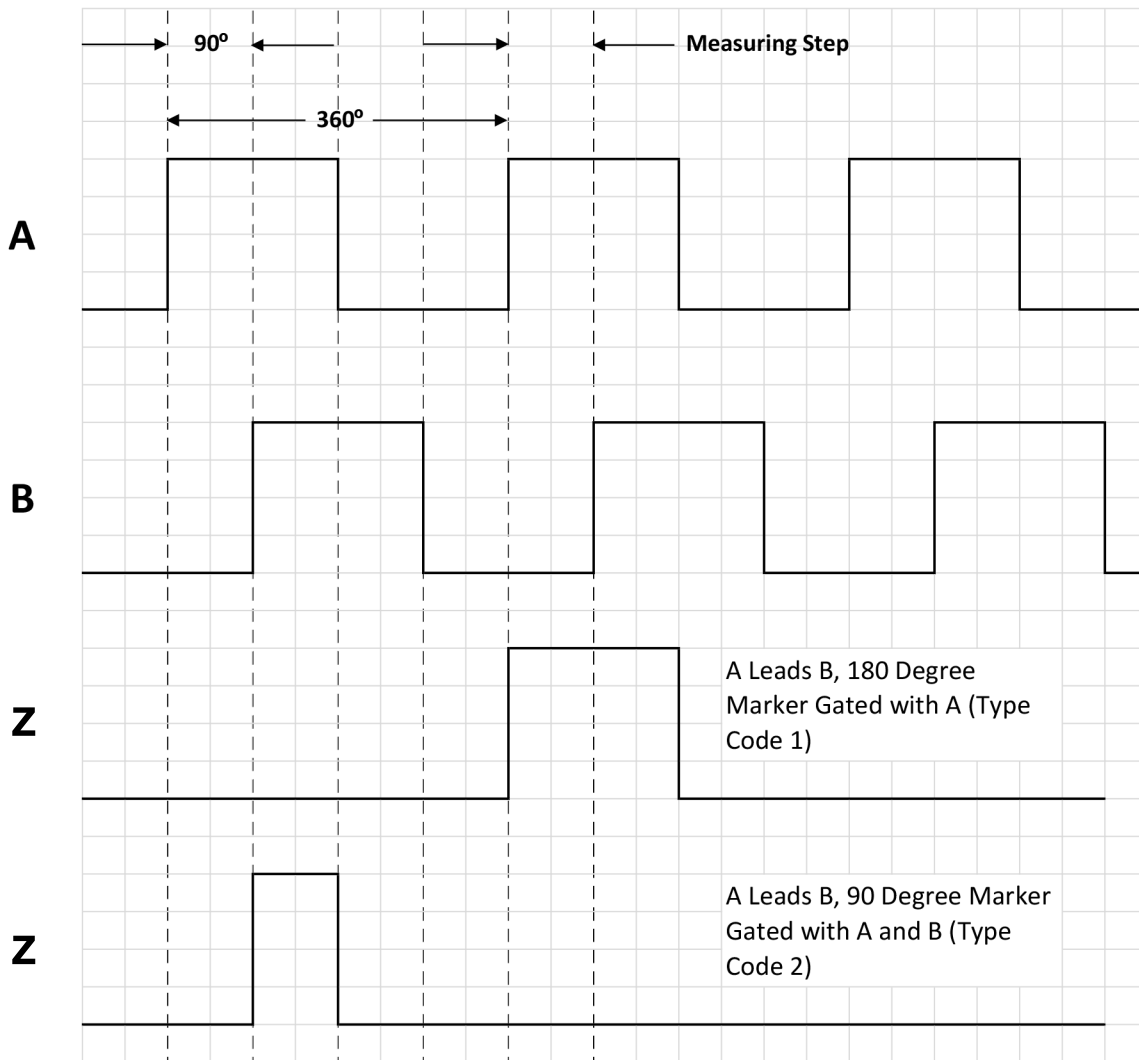 90º
Measuring Step
360º
A
B
Z
A Leads B, 180 Degree
Marker Gated with A (Type
Code 1)
Z
A Leads B, 90 Degree Marker
Gated with A and B (Type
Code 2)